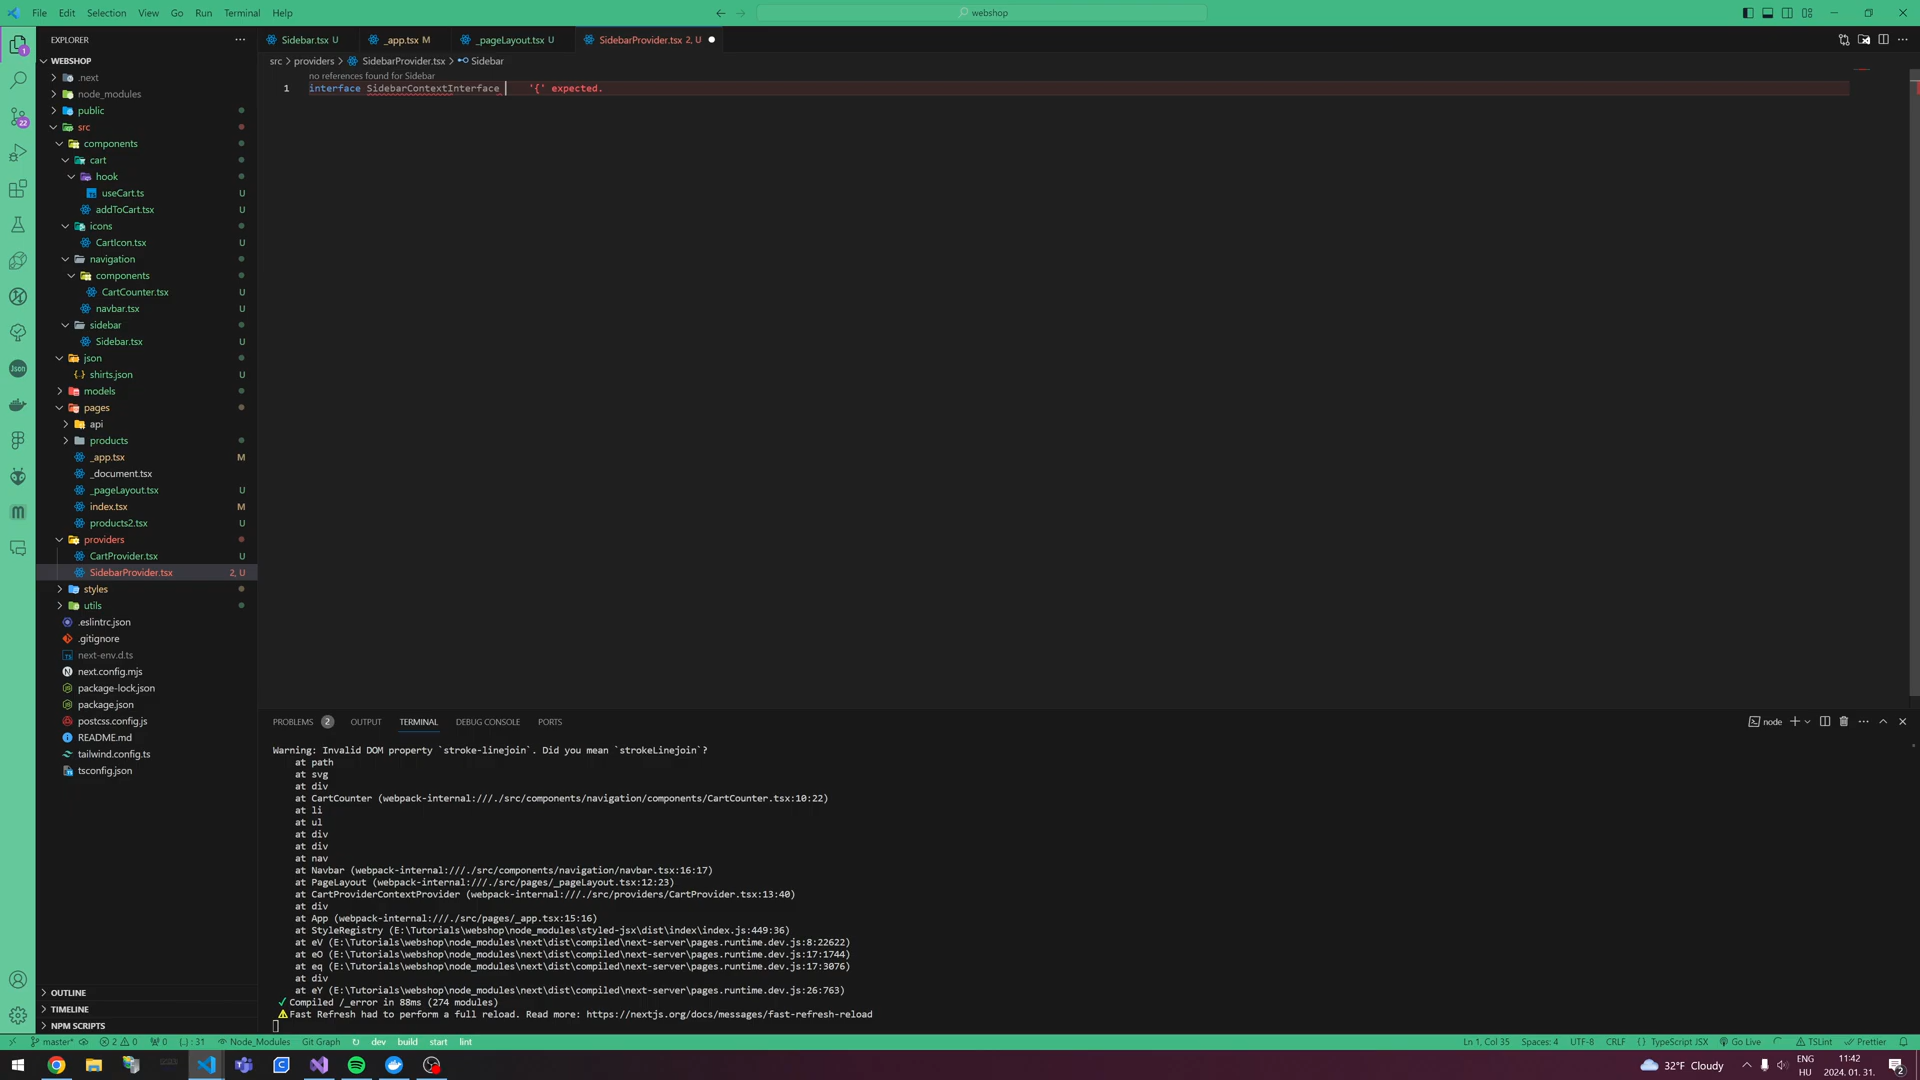 File Edit Selection View Go Run Terminal Help
webshop
EXPLORER
Sidebar.tsx U
_app.tsx M
_pageLayout.tsx U
SidebarProvider.tsx 2, U
WEBSHOP
src > providers > SidebarProvider.tsx > Sidebar
no references found for Sidebar
1 interface SidebarContextInterface '{' expected.
.next
node_modules
public
src
components
cart
hook
useCart.ts U
addToCart.tsx U
icons
CartIcon.tsx U
navigation
components
CartCounter.tsx U
navbar.tsx U
sidebar
Sidebar.tsx U
json
shirts.json U
models
pages
api
products
_app.tsx M
_document.tsx
_pageLayout.tsx U
index.tsx M
products2.tsx U
providers
CartProvider.tsx U
SidebarProvider.tsx 2, U
styles
utils
.eslintrc.json
.gitignore
next-env.d.ts
next.config.mjs
package-lock.json
package.json
postcss.config.js
README.md
tailwind.config.ts
tsconfig.json
OUTLINE
TIMELINE
NPM SCRIPTS
PROBLEMS 2 OUTPUT TERMINAL DEBUG CONSOLE PORTS
node
Warning: Invalid DOM property `stroke-linejoin`. Did you mean `strokeLinejoin`?
at path
at svg
at div
at CartCounter (webpack-internal:///./src/components/navigation/components/CartCounter.tsx:10:22)
at li
at ul
at div
at div
at nav
at Navbar (webpack-internal:///./src/components/navigation/navbar.tsx:16:17)
at PageLayout (webpack-internal:///./src/pages/_pageLayout.tsx:12:23)
at CartProviderContextProvider (webpack-internal:///./src/providers/CartProvider.tsx:13:40)
at div
at App (webpack-internal:///./src/pages/_app.tsx:15:16)
at StyleRegistry (E:\Tutorials\webshop\node_modules\styled-jsx\dist\index\index.js:449:36)
at eV (E:\Tutorials\webshop\node_modules\next\dist\compiled\next-server\pages.runtime.dev.js:8:22622)
at eO (E:\Tutorials\webshop\node_modules\next\dist\compiled\next-server\pages.runtime.dev.js:17:1744)
at eq (E:\Tutorials\webshop\node_modules\next\dist\compiled\next-server\pages.runtime.dev.js:17:3076)
at div
at eY (E:\Tutorials\webshop\node_modules\next\dist\compiled\next-server\pages.runtime.dev.js:26:763)
✓ Compiled /_error in 88ms (274 modules)
⚠ Fast Refresh had to perform a full reload. Read more: https://nextjs.org/docs/messages/fast-refresh-reload
master* 2 0 0 {..} : 31 Node_Modules Git Graph dev build start lint
Ln 1, Col 35 Spaces: 4 UTF-8 CRLF {} TypeScript JSX Go Live TSLint Prettier
32°F Cloudy
ENG
HU
11:42
2024. 01. 31.
2